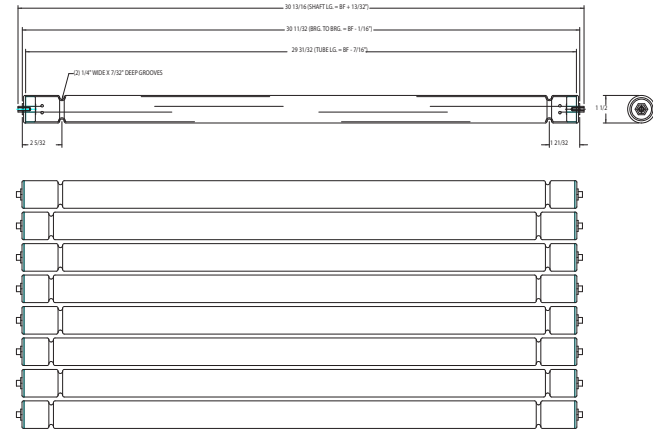 30 13/16 (SHAFT LG. = BF + 13/32")
30 11/32 (BRG. TO BRG. = BF - 1/16")
29 31/32 (TUBE LG. = BF - 7/16")
(2) 1/4" WIDE X 7/32" DEEP GROOVES
1 1/2
2 5/32
1 21/32